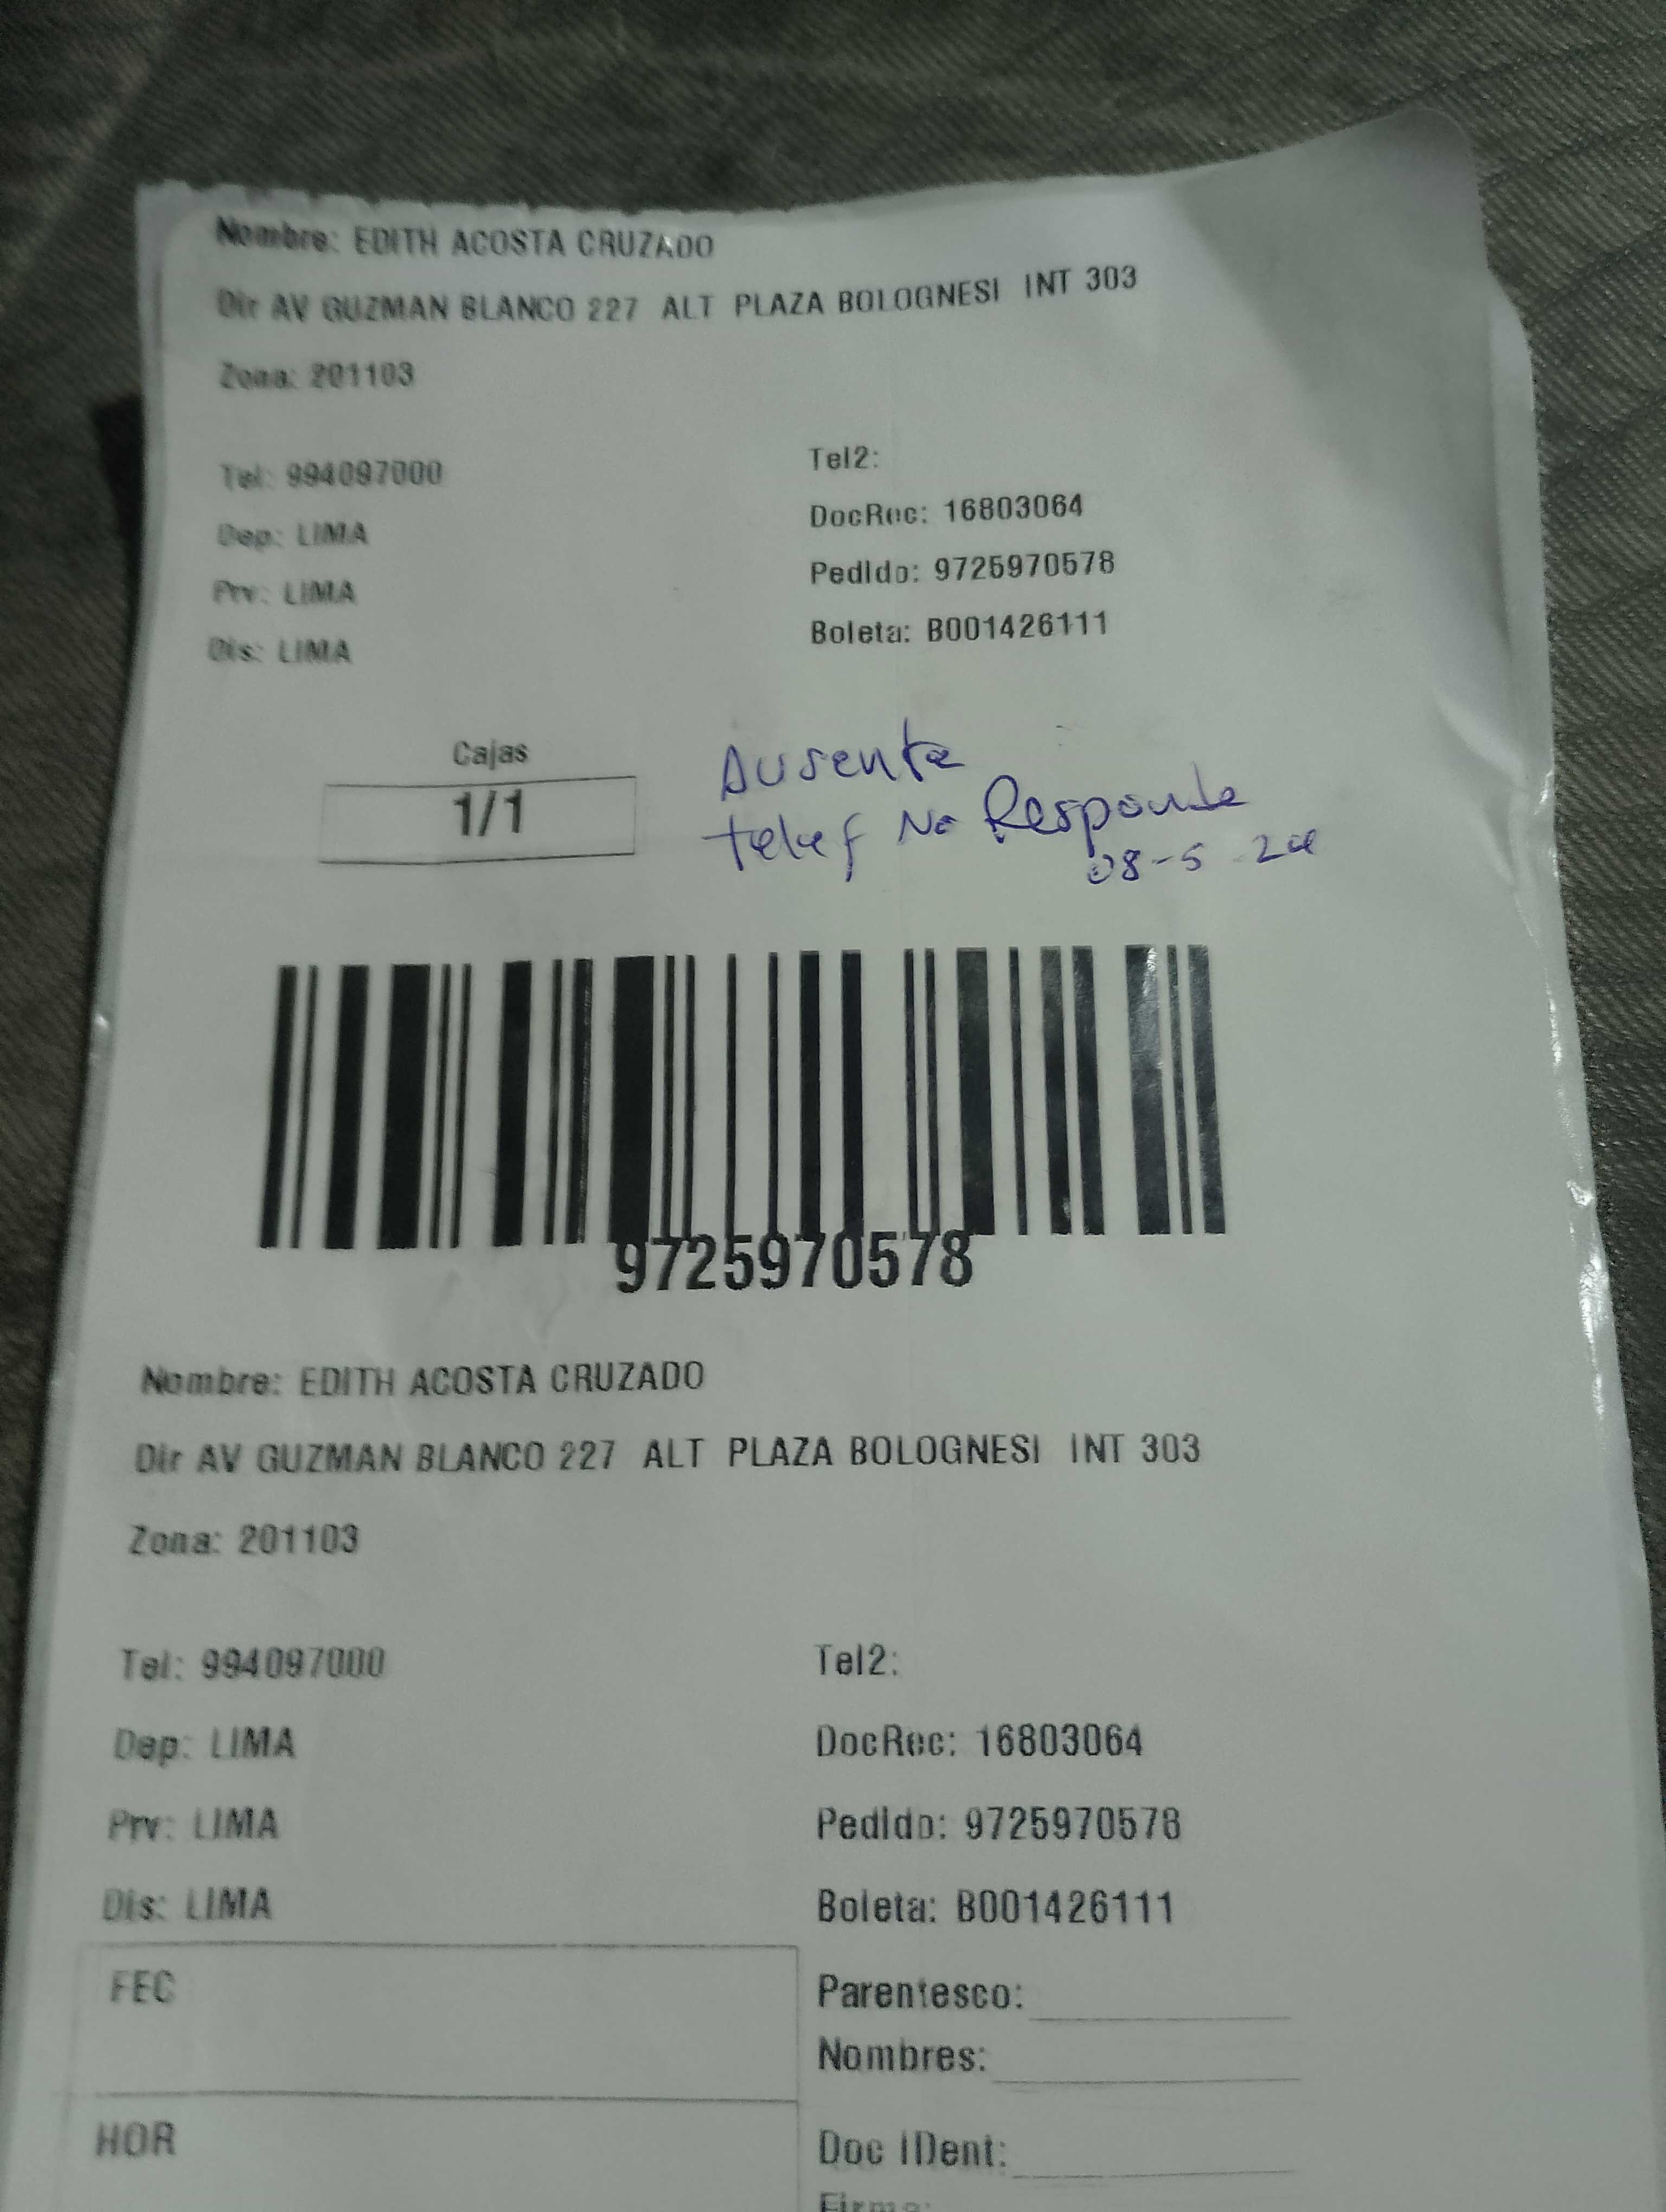 Nombre: EDITH ACOSTA CRUZADO
Dir AV GUZMAN BLANCO 227 ALT PLAZA BOLOGNESI INT 303
Zona: 201103
Tel: 994097000
Tel2:
DocRec: 16803064
Dep: LIMA
Pedido: 9725970578
Prv: LIMA
Boleta: B001426111
Dis: LIMA
Cajas
1/1
Ausente
telef No Responde
08-5-24
9725970578
Nombre: EDITH ACOSTA CRUZADO
Dir AV GUZMAN BLANCO 227 ALT PLAZA BOLOGNESI INT 303
Zona: 201103
Tel: 994097000
Tel2:
Dep: LIMA
DocRec: 16803064
Prv: LIMA
Pedido: 9725970578
Dis: LIMA
Boleta: B001426111
FEC
Parentesco:
Nombres:
HOR
Doc IDent:
Firma: